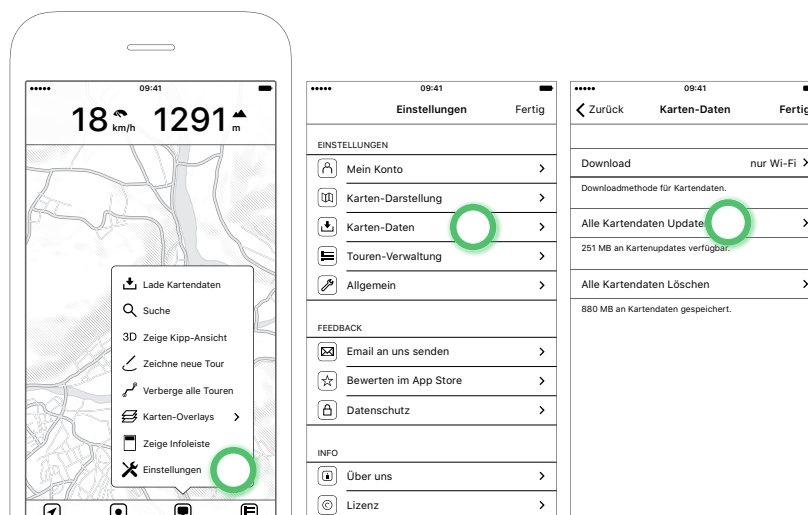 09:41
18 km/h 1291 m
Lade Kartendaten
Suche
3D Zeige Kipp-Ansicht
Zeichne neue Tour
Verberge alle Touren
Karten-Overlays
Zeige Infoleiste
Einstellungen
09:41
Einstellungen Fertig
EINSTELLUNGEN
Mein Konto
Karten-Darstellung
Karten-Daten
Touren-Verwaltung
Allgemein
FEEDBACK
Email an uns senden
Bewerten im App Store
Datenschutz
INFO
Über uns
Lizenz
09:41
Zurück Karten-Daten Fertig
Download nur Wi-Fi
Downloadmethode für Kartendaten.
Alle Kartendaten Update
251 MB an Kartenupdates verfügbar.
Alle Kartendaten Löschen
880 MB an Kartendaten gespeichert.